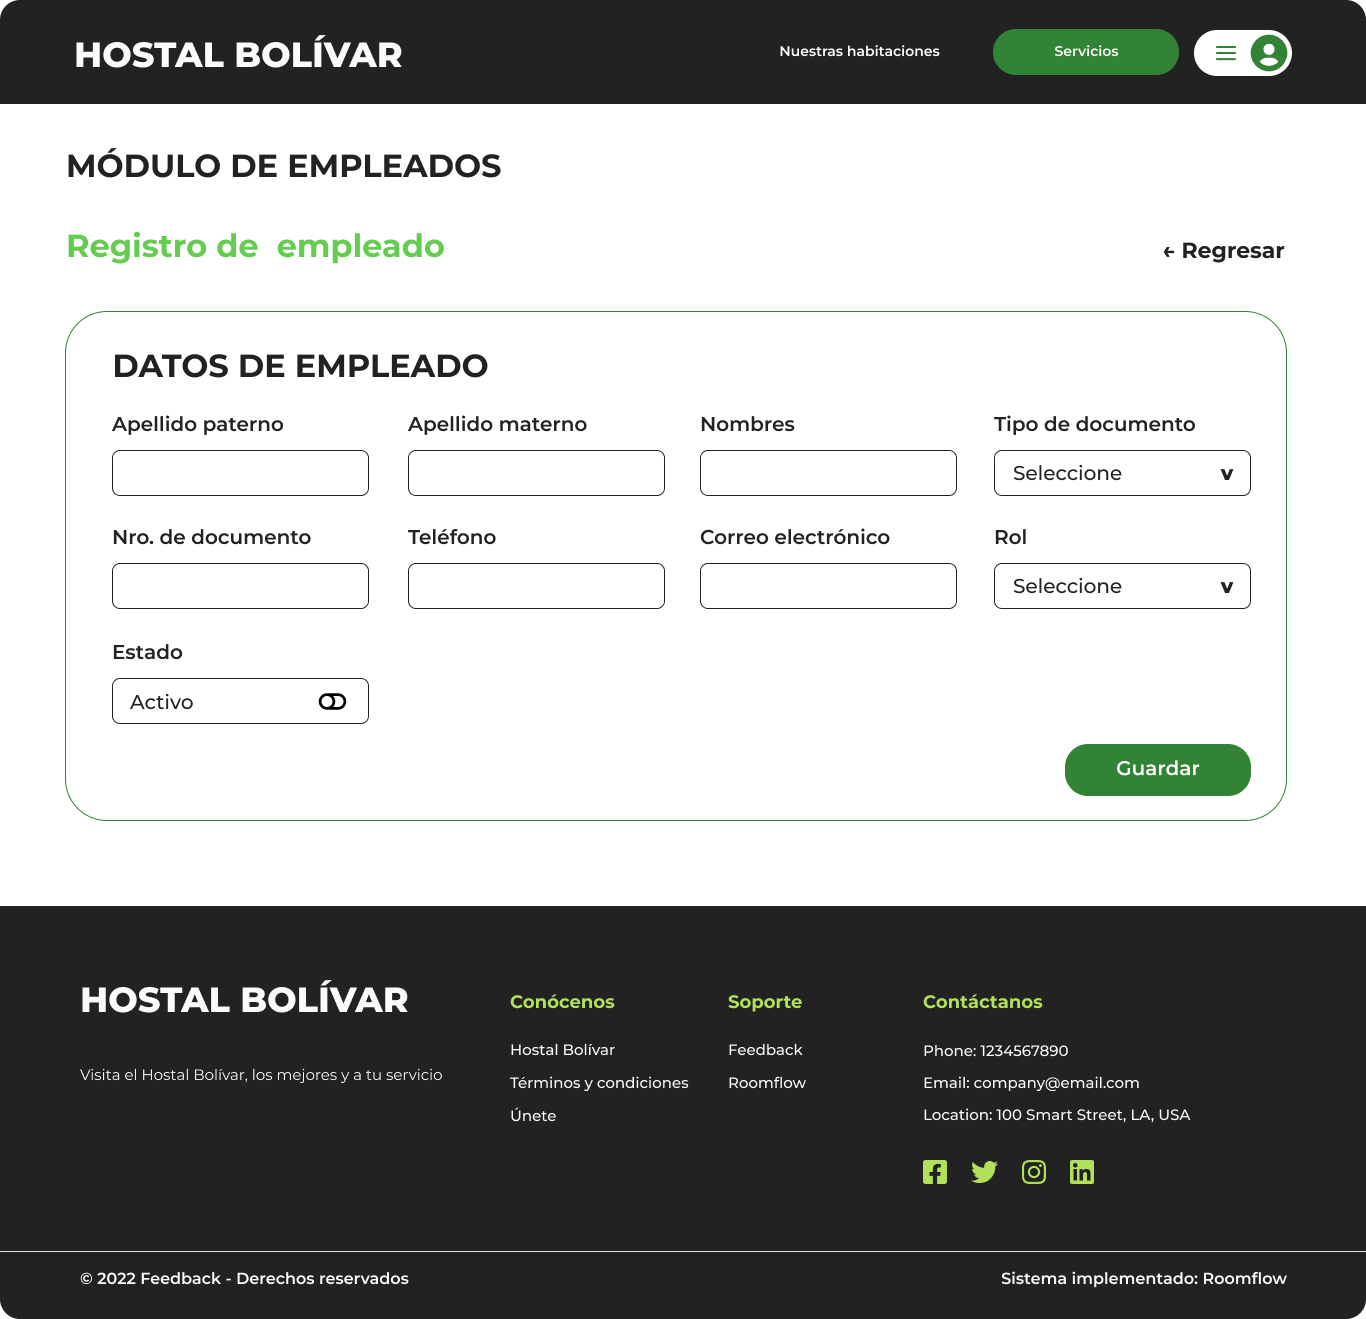 HOSTAL BOLÍVAR
Nuestras habitaciones
Servicios
MÓDULO DE EMPLEADOS
Registro de empleado
← Regresar
DATOS DE EMPLEADO
Apellido paterno
Apellido materno
Nombres
Tipo de documento
Seleccione v
Nro. de documento
Teléfono
Correo electrónico
Rol
Seleccione v
Estado
Activo
Guardar
HOSTAL BOLÍVAR
Visita el Hostal Bolívar, los mejores y a tu servicio
Conócenos
Hostal Bolívar
Términos y condiciones
Únete
Soporte
Feedback
Roomflow
Contáctanos
Phone: 1234567890
Email: company@email.com
Location: 100 Smart Street, LA, USA
© 2022 Feedback - Derechos reservados
Sistema implementado: Roomflow